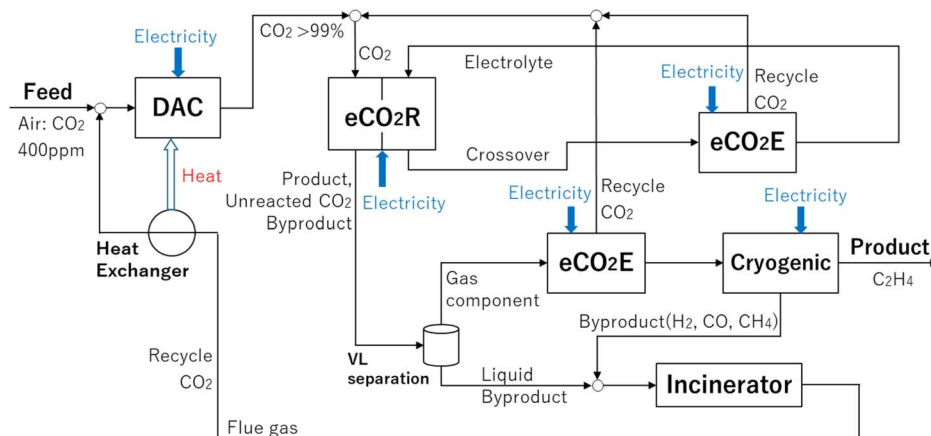 Electricity
CO2 >99%
CO2
Electrolyte
Electricity
Recycle
CO2
Feed
Air: CO2
400ppm
DAC
eCO2R
eCO2E
Crossover
Heat
Product,
Unreacted CO2
Byproduct
Electricity
Electricity
Recycle
CO2
Electricity
Heat
Exchanger
eCO2E
Cryogenic
Product
C2H4
Gas
component
Byproduct(H2, CO, CH4)
Recycle
CO2
VL
separation
Liquid
Byproduct
Incinerator
Flue gas